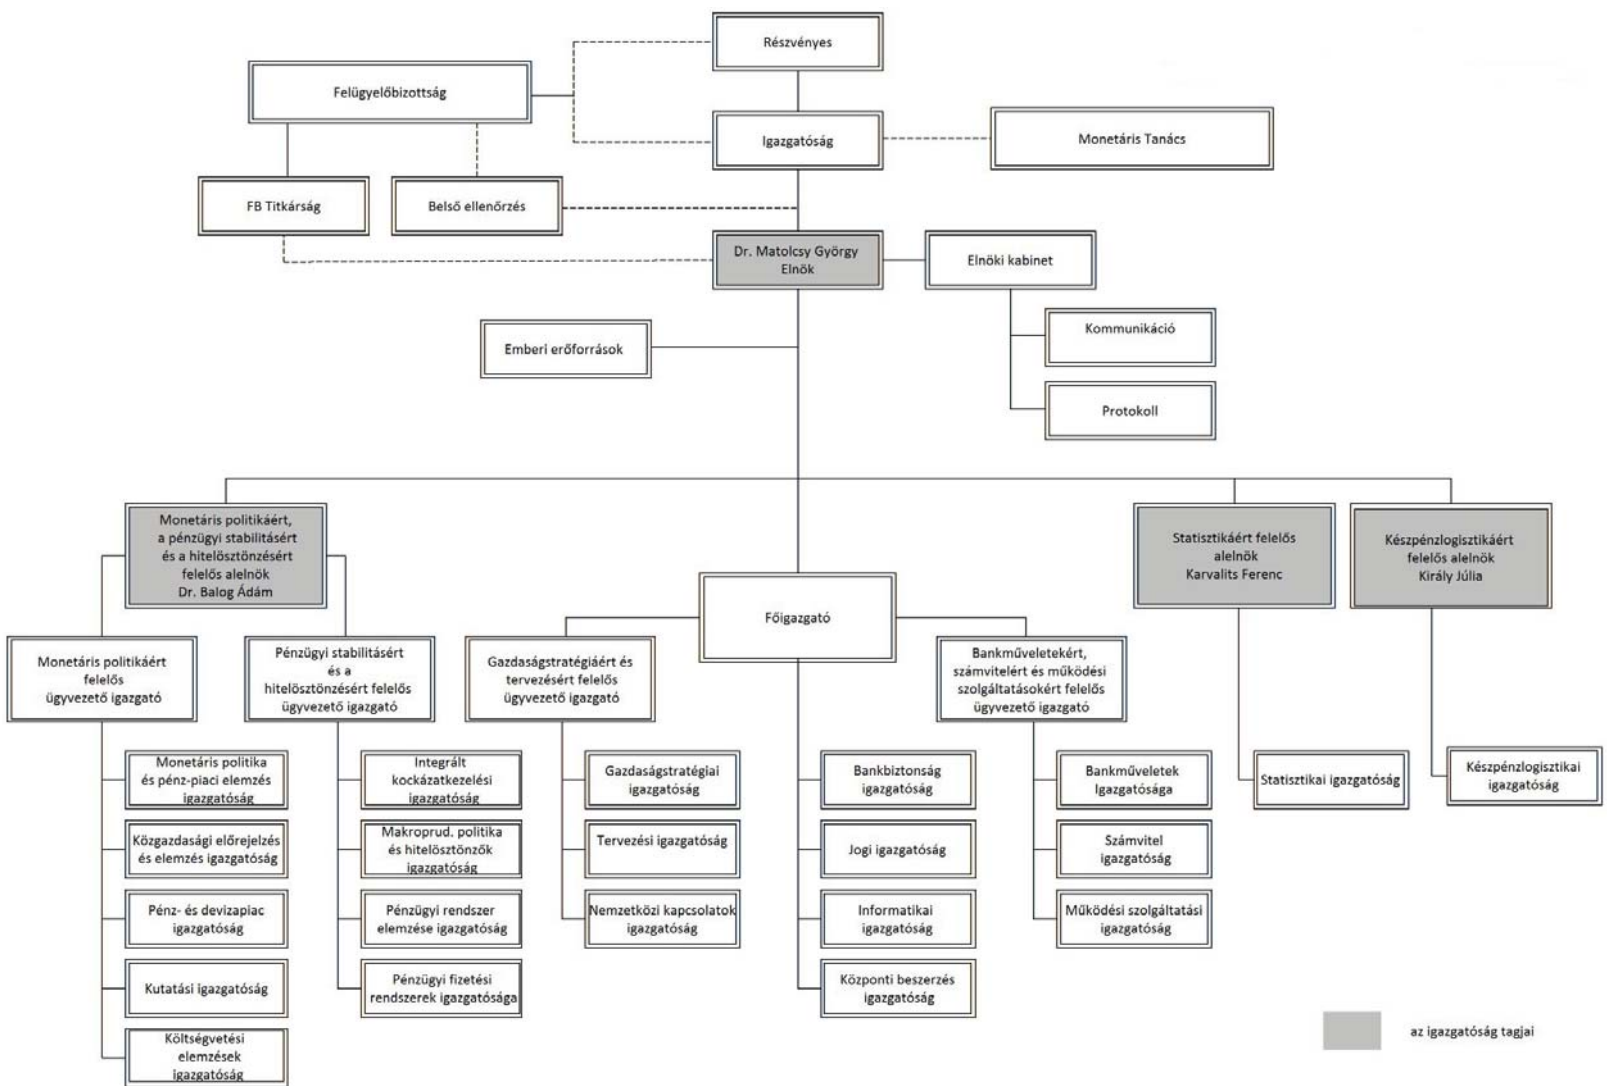 Részvényes
Felügyelőbizottság
Igazgatóság
Monetáris Tanács
FB Titkárság
Belső ellenőrzés
Dr. Matolcsy György
Elnök
Elnöki kabinet
Kommunikáció
Emberi erőforrások
Protokoll
Monetáris politikáért,
a pénzügyi stabilitásért
és a hitelösztönzésért
felelős alelnök
Dr. Balog Ádám
Statisztikáért felelős
alelnök
Karvalits Ferenc
Készpénzlogisztikáért
felelős alelnök
Király Júlia
Főigazgató
Monetáris politikáért
felelős
ügyvezető igazgató
Pénzügyi stabilitásért
és a
hitelösztönzésért felelős
ügyvezető igazgató
Gazdaságstratégiáért és
tervezésért felelős
ügyvezető igazgató
Bankműveletekért,
számvitelért és működési
szolgáltatásokért felelős
ügyvezető igazgató
Monetáris politika
és pénz-piaci elemzés
igazgatóság
Közgazdasági előrejelzés
és elemzés igazgatóság
Pénz- és devizapiac
igazgatóság
Kutatási igazgatóság
Költségvetési
elemzések
igazgatóság
Integrált
kockázatkezelési
igazgatóság
Makroprud. politika
és hitelösztönzők
igazgatóság
Pénzügyi rendszer
elemzése igazgatóság
Pénzügyi fizetési
rendszerek igazgatósága
Gazdaságstratégiai
igazgatóság
Tervezési igazgatóság
Nemzetközi kapcsolatok
igazgatóság
Bankbiztonság
igazgatóság
Jogi igazgatóság
Informatikai
igazgatóság
Központi beszerzés
igazgatóság
Bankműveletek
Igazgatósága
Számvitel
igazgatóság
Működési szolgáltatási
igazgatóság
Statisztikai igazgatóság
Készpénzlogisztikai
igazgatóság
az igazgatóság tagjai